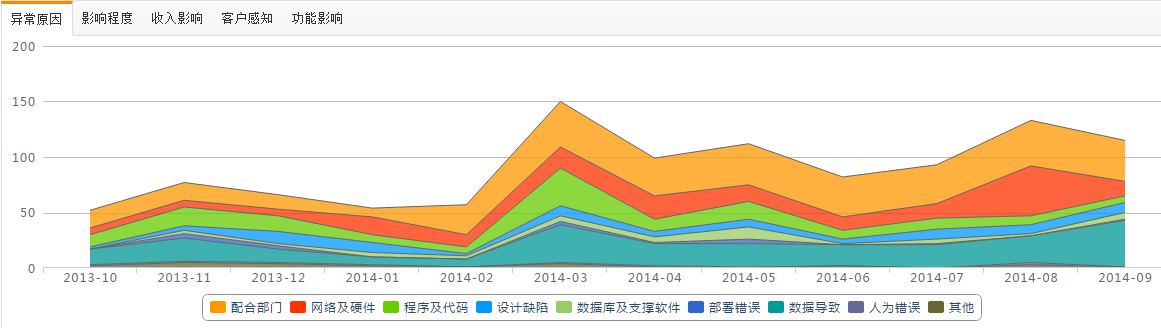 异常原因 影响程度 收入影响 客户感知 功能影响
200
150
100
50
0
2013-10 2013-11 2013-12 2014-01 2014-02 2014-03 2014-04 2014-05 2014-06 2014-07 2014-08 2014-09
配合部门 网络及硬件 程序及代码 设计缺陷 数据库及支撑软件 部署错误 数据导致 人为错误 其他